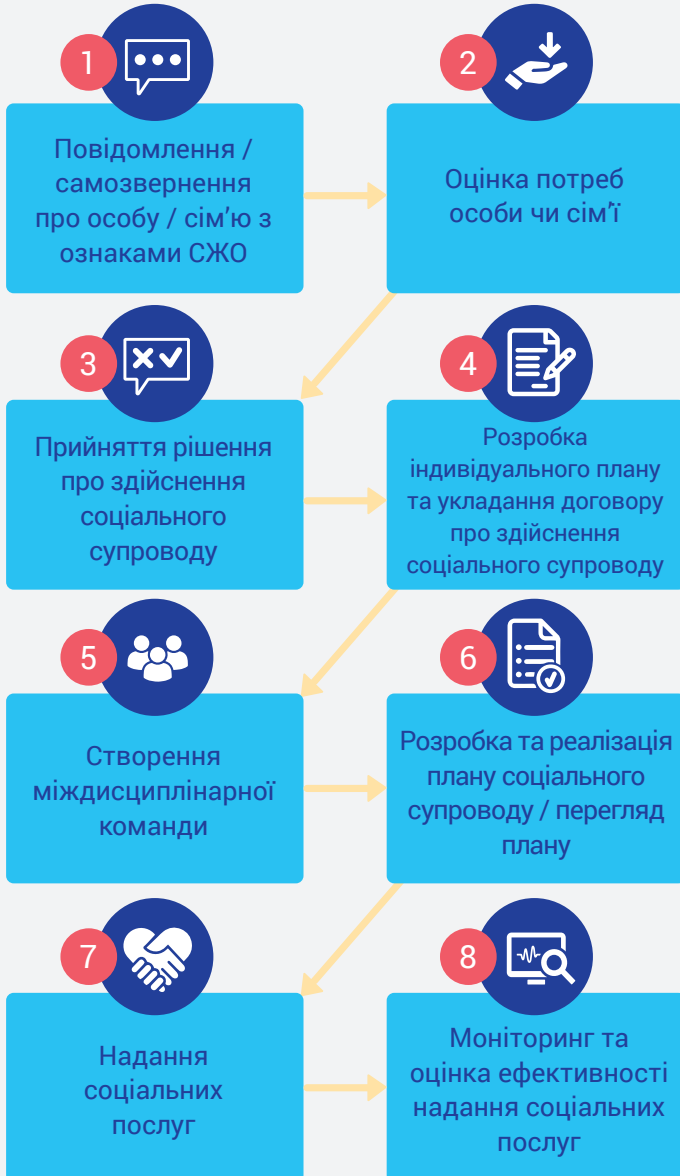 1
Повідомлення /
самозвернення
про особу / сім’ю з
ознаками СЖО
2
Оцінка потреб
особи чи сім’ї
3
Прийняття рішення
про здійснення
соціального
супроводу
4
Розробка
індивідуального плану
та укладання договору
про здійснення
соціального супроводу
5
Створення
міждисциплінарної
команди
6
Розробка та реалізація
плану соціального
супроводу / перегляд
плану
7
Надання
соціальних
послуг
8
Моніторинг та
оцінка ефективності
надання соціальних
послуг